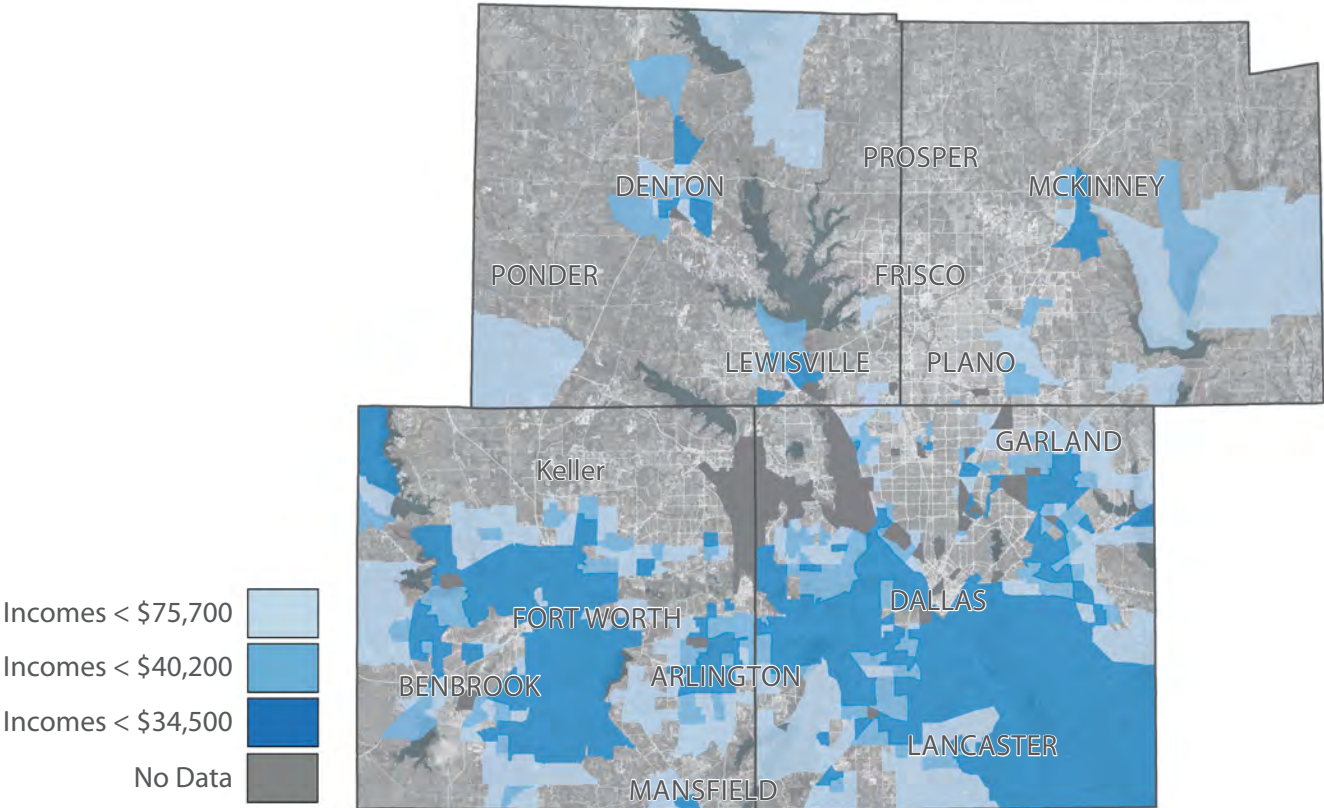 PROSPER
DENTON
MCKINNEY
PONDER
FRISCO
LEWISVILLE
PLANO
GARLAND
Keller
DALLAS
FORT WORTH
ARLINGTON
BENBROOK
LANCASTER
MANSFIELD
Incomes < $75,700
Incomes < $40,200
Incomes < $34,500
No Data